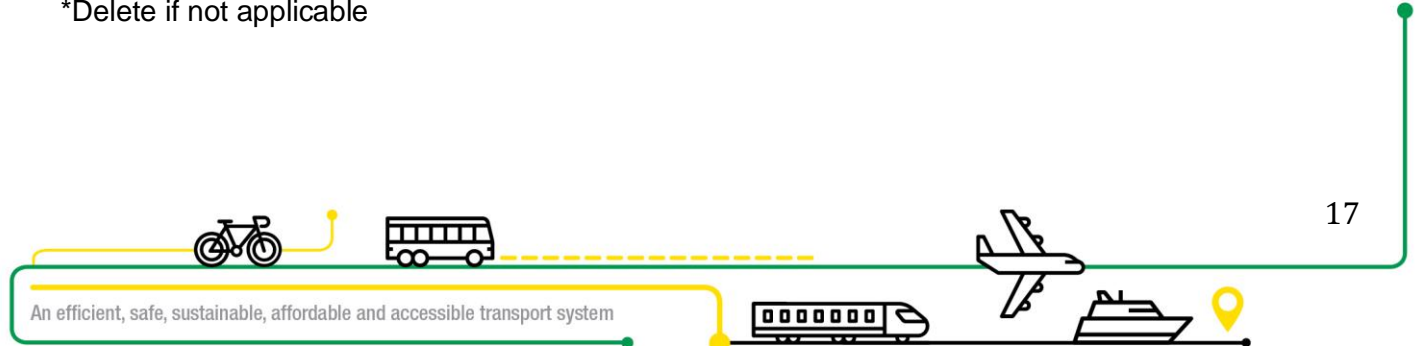 *Delete if not applicable
17
An efficient, safe, sustainable, affordable and accessible transport system